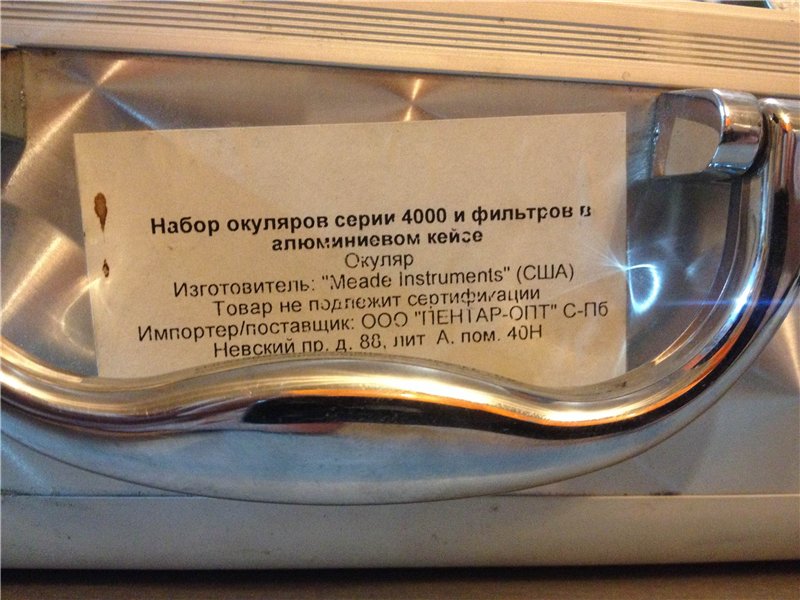 Набор окуляров серии 4000 и фильтров в
алюминиевом кейсе
Окуляр
Изготовитель: "Meade Instruments" (США)
Товар не подлежит сертификации
Импортер/поставщик: ООО "ПЕНТАР-ОПТ" С-Пб
Невский пр. д. 88, лит А. пом. 40Н